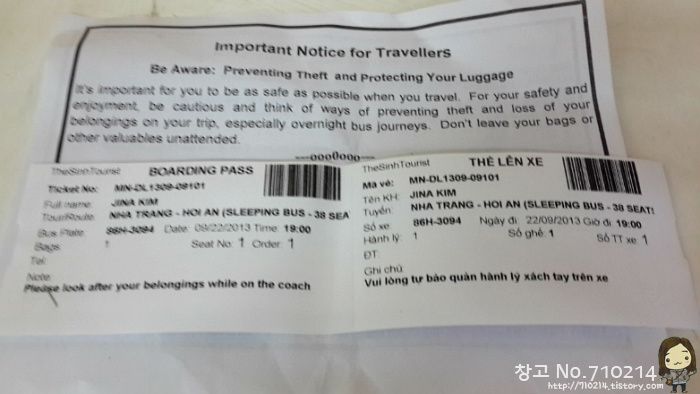 Important Notice for Travellers
Be Aware: Preventing Theft and Protecting Your Luggage
It's important for you to be as safe as possible when you travel. For your safety and
enjoyment, be cautious and think of ways of preventing theft and loss of your
belongings on your trip, especially overnight bus journeys. Don't leave your bags or
other valuables unattended.
---oo0oo---
TheSinhTourist BOARDING PASS
Ticket No: MN-DL1309-09101
Full name: JINA KIM
Tour/Route: NHA TRANG - HOI AN (SLEEPING BUS - 38 SEA
Bus Plate: 86H-3094 Date: 09/22/2013 Time: 19:00
Bags: 1 Seat No: 1 Order: 1
Tel:
Note:
Please look after your belongings while on the coach
TheSinhTourist THẺ LÊN XE
Mã vé: MN-DL1309-09101
Tên KH: JINA KIM
Tuyến: NHA TRANG - HOI AN (SLEEPING BUS - 38 SEATS
Số xe: 86H-3094 Ngày đi: 22/09/2013 Giờ đi: 19:00
Hành lý: 1 Số ghế: 1 Số TT xe: 1
ĐT:
Ghi chú:
Vui lòng tự bảo quản hành lý xách tay trên xe
창고 No.710214
http://710214.tistory.com